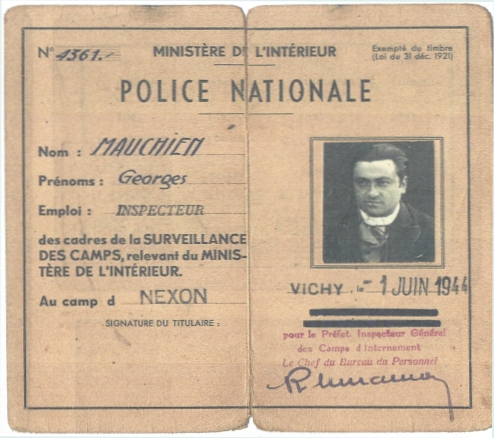 N° 1361.-
MINISTÈRE DE L'INTÉRIEUR
Exempté du timbre
(Loi du 31 déc. 1921)
POLICE NATIONALE
Nom : MAUCHIEN
Prénoms : Georges
Emploi : INSPECTEUR
des cadres de la SURVEILLANCE
DES CAMPS, relevant du MINIS-
TÈRE DE L'INTÉRIEUR.
Au camp d NEXON
SIGNATURE DU TITULAIRE :
VICHY, le - 1 JUIN 1944
pour le Préfet, Inspecteur Général
des Camps d'Internement
Le Chef du Bureau du Personnel